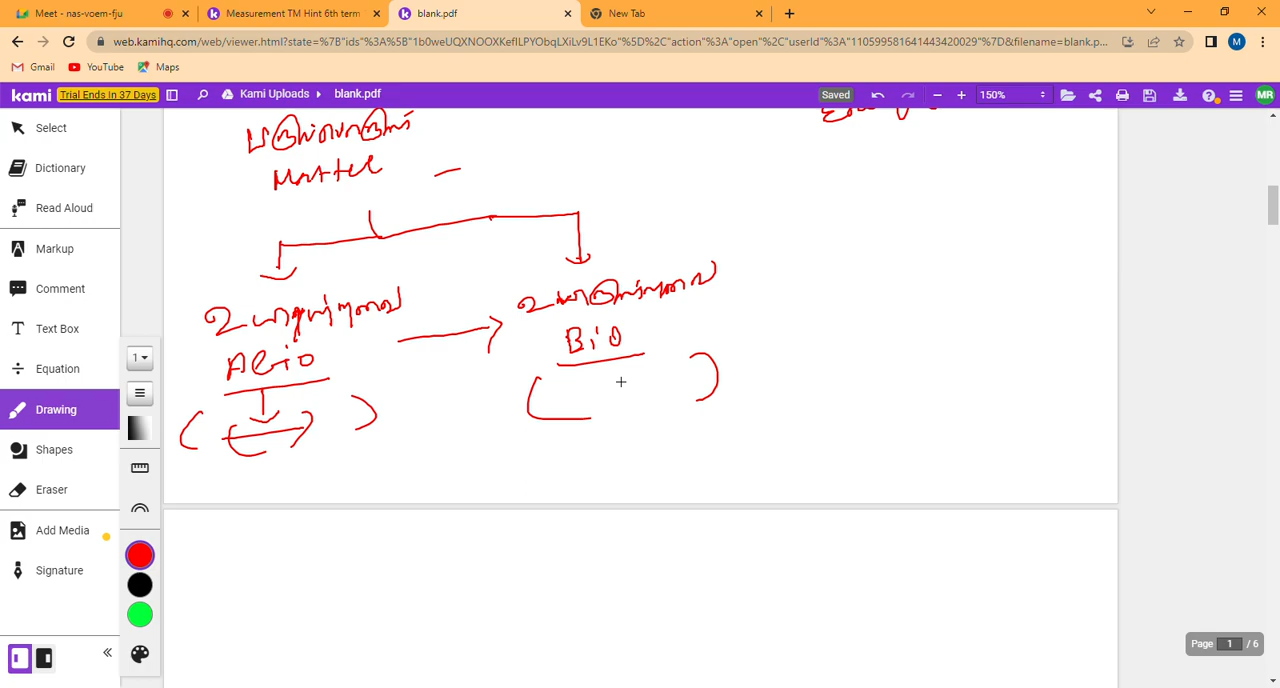 Meet - nas-voem-fju
Measurement TM Hint 6th term
blank.pdf
New Tab
web.kamihq.com/web/viewer.html?state=%7B"ids"%3A%5B"1b0weUQXNOOXKefILPYObqLXiLv9L1EKo"%5D%2C"action"%3A"open"%2C"userId"%3A"110599581641443420029"%7D&filename=blank.p...
M
Gmail
YouTube
Maps
kami
Trial Ends In 37 Days
Kami Uploads
blank.pdf
Saved
150%
MR
Select
Dictionary
Read Aloud
Markup
Comment
Text Box
Equation
Drawing
Shapes
Eraser
Add Media
Signature
1
பருப்பொருள்
Matter
Bio
Page 1 / 6